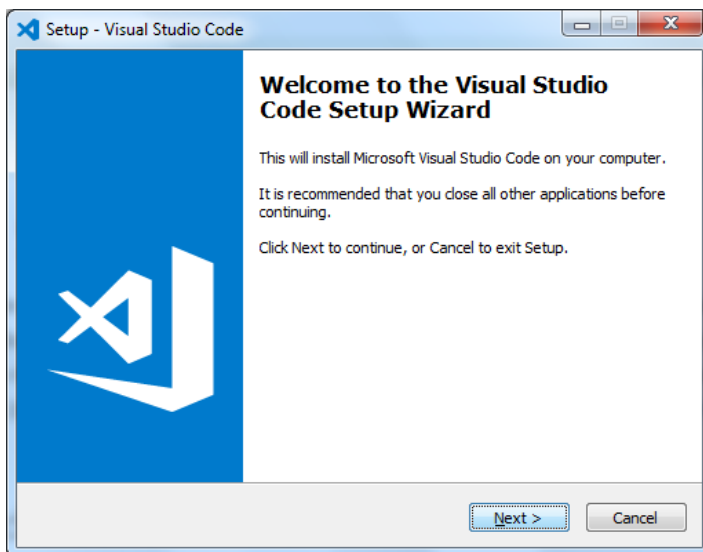 Setup - Visual Studio Code
Welcome to the Visual Studio
Code Setup Wizard
This will install Microsoft Visual Studio Code on your computer.
It is recommended that you close all other applications before
continuing.
Click Next to continue, or Cancel to exit Setup.
Next >
Cancel